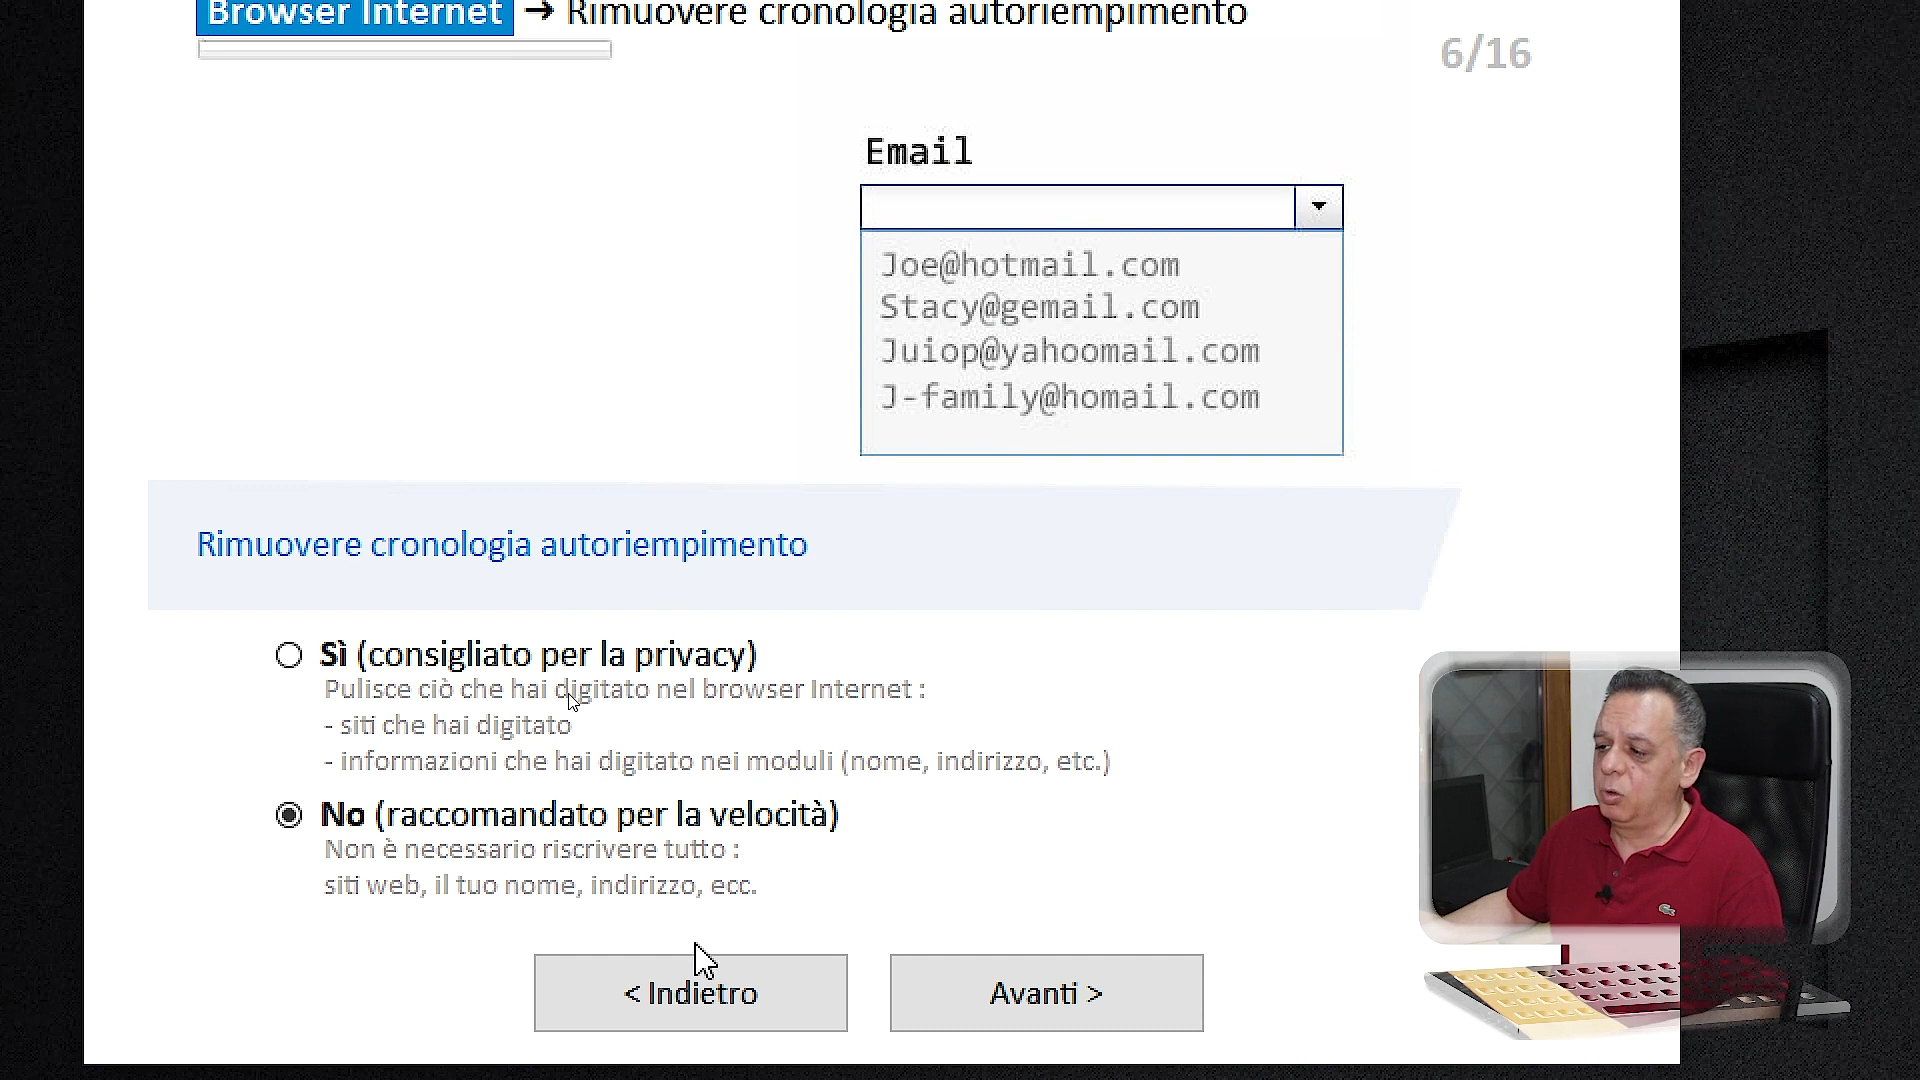 Browser Internet → Rimuovere cronologia autoriempimento
6/16
Email
Joe@hotmail.com
Stacy@gemail.com
Juiop@yahoomail.com
J-family@homail.com
Rimuovere cronologia autoriempimento
Sì (consigliato per la privacy)
Pulisce ciò che hai digitato nel browser Internet :
- siti che hai digitato
- informazioni che hai digitato nei moduli (nome, indirizzo, etc.)
No (raccomandato per la velocità)
Non è necessario riscrivere tutto :
siti web, il tuo nome, indirizzo, ecc.
< Indietro
Avanti >